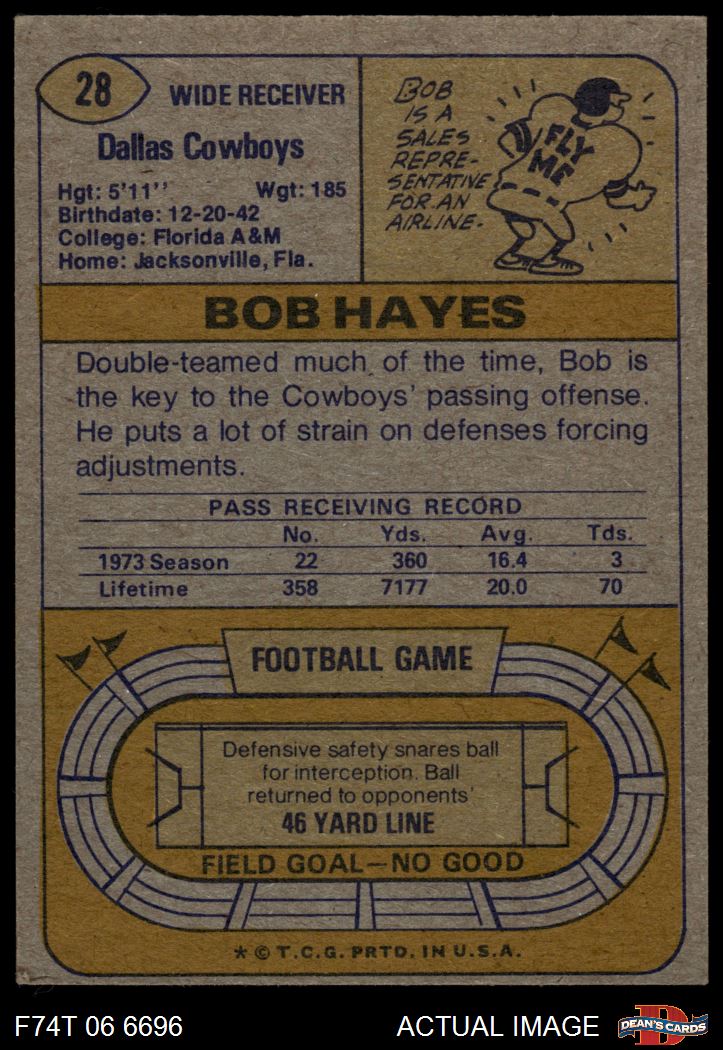 28
WIDE RECEIVER
Dallas Cowboys
Hgt: 5'11'' Wgt: 185
Birthdate: 12-20-42
College: Florida A&M
Home: Jacksonville, Fla.
BOB
IS A
SALES
REPRE-
SENTATIVE
FOR AN
AIRLINE.
FLY
ME
BOB HAYES
Double-teamed much of the time, Bob is
the key to the Cowboys' passing offense.
He puts a lot of strain on defenses forcing
adjustments.
PASS RECEIVING RECORD
No. Yds. Avg. Tds.
1973 Season 22 360 16.4 3
Lifetime 358 7177 20.0 70
FOOTBALL GAME
Defensive safety snares ball
for interception. Ball
returned to opponents'
46 YARD LINE
FIELD GOAL—NO GOOD
* © T.C.G. PRTD. IN U.S.A.
F74T 06 6696 ACTUAL IMAGE
D
DEAN'S CARDS